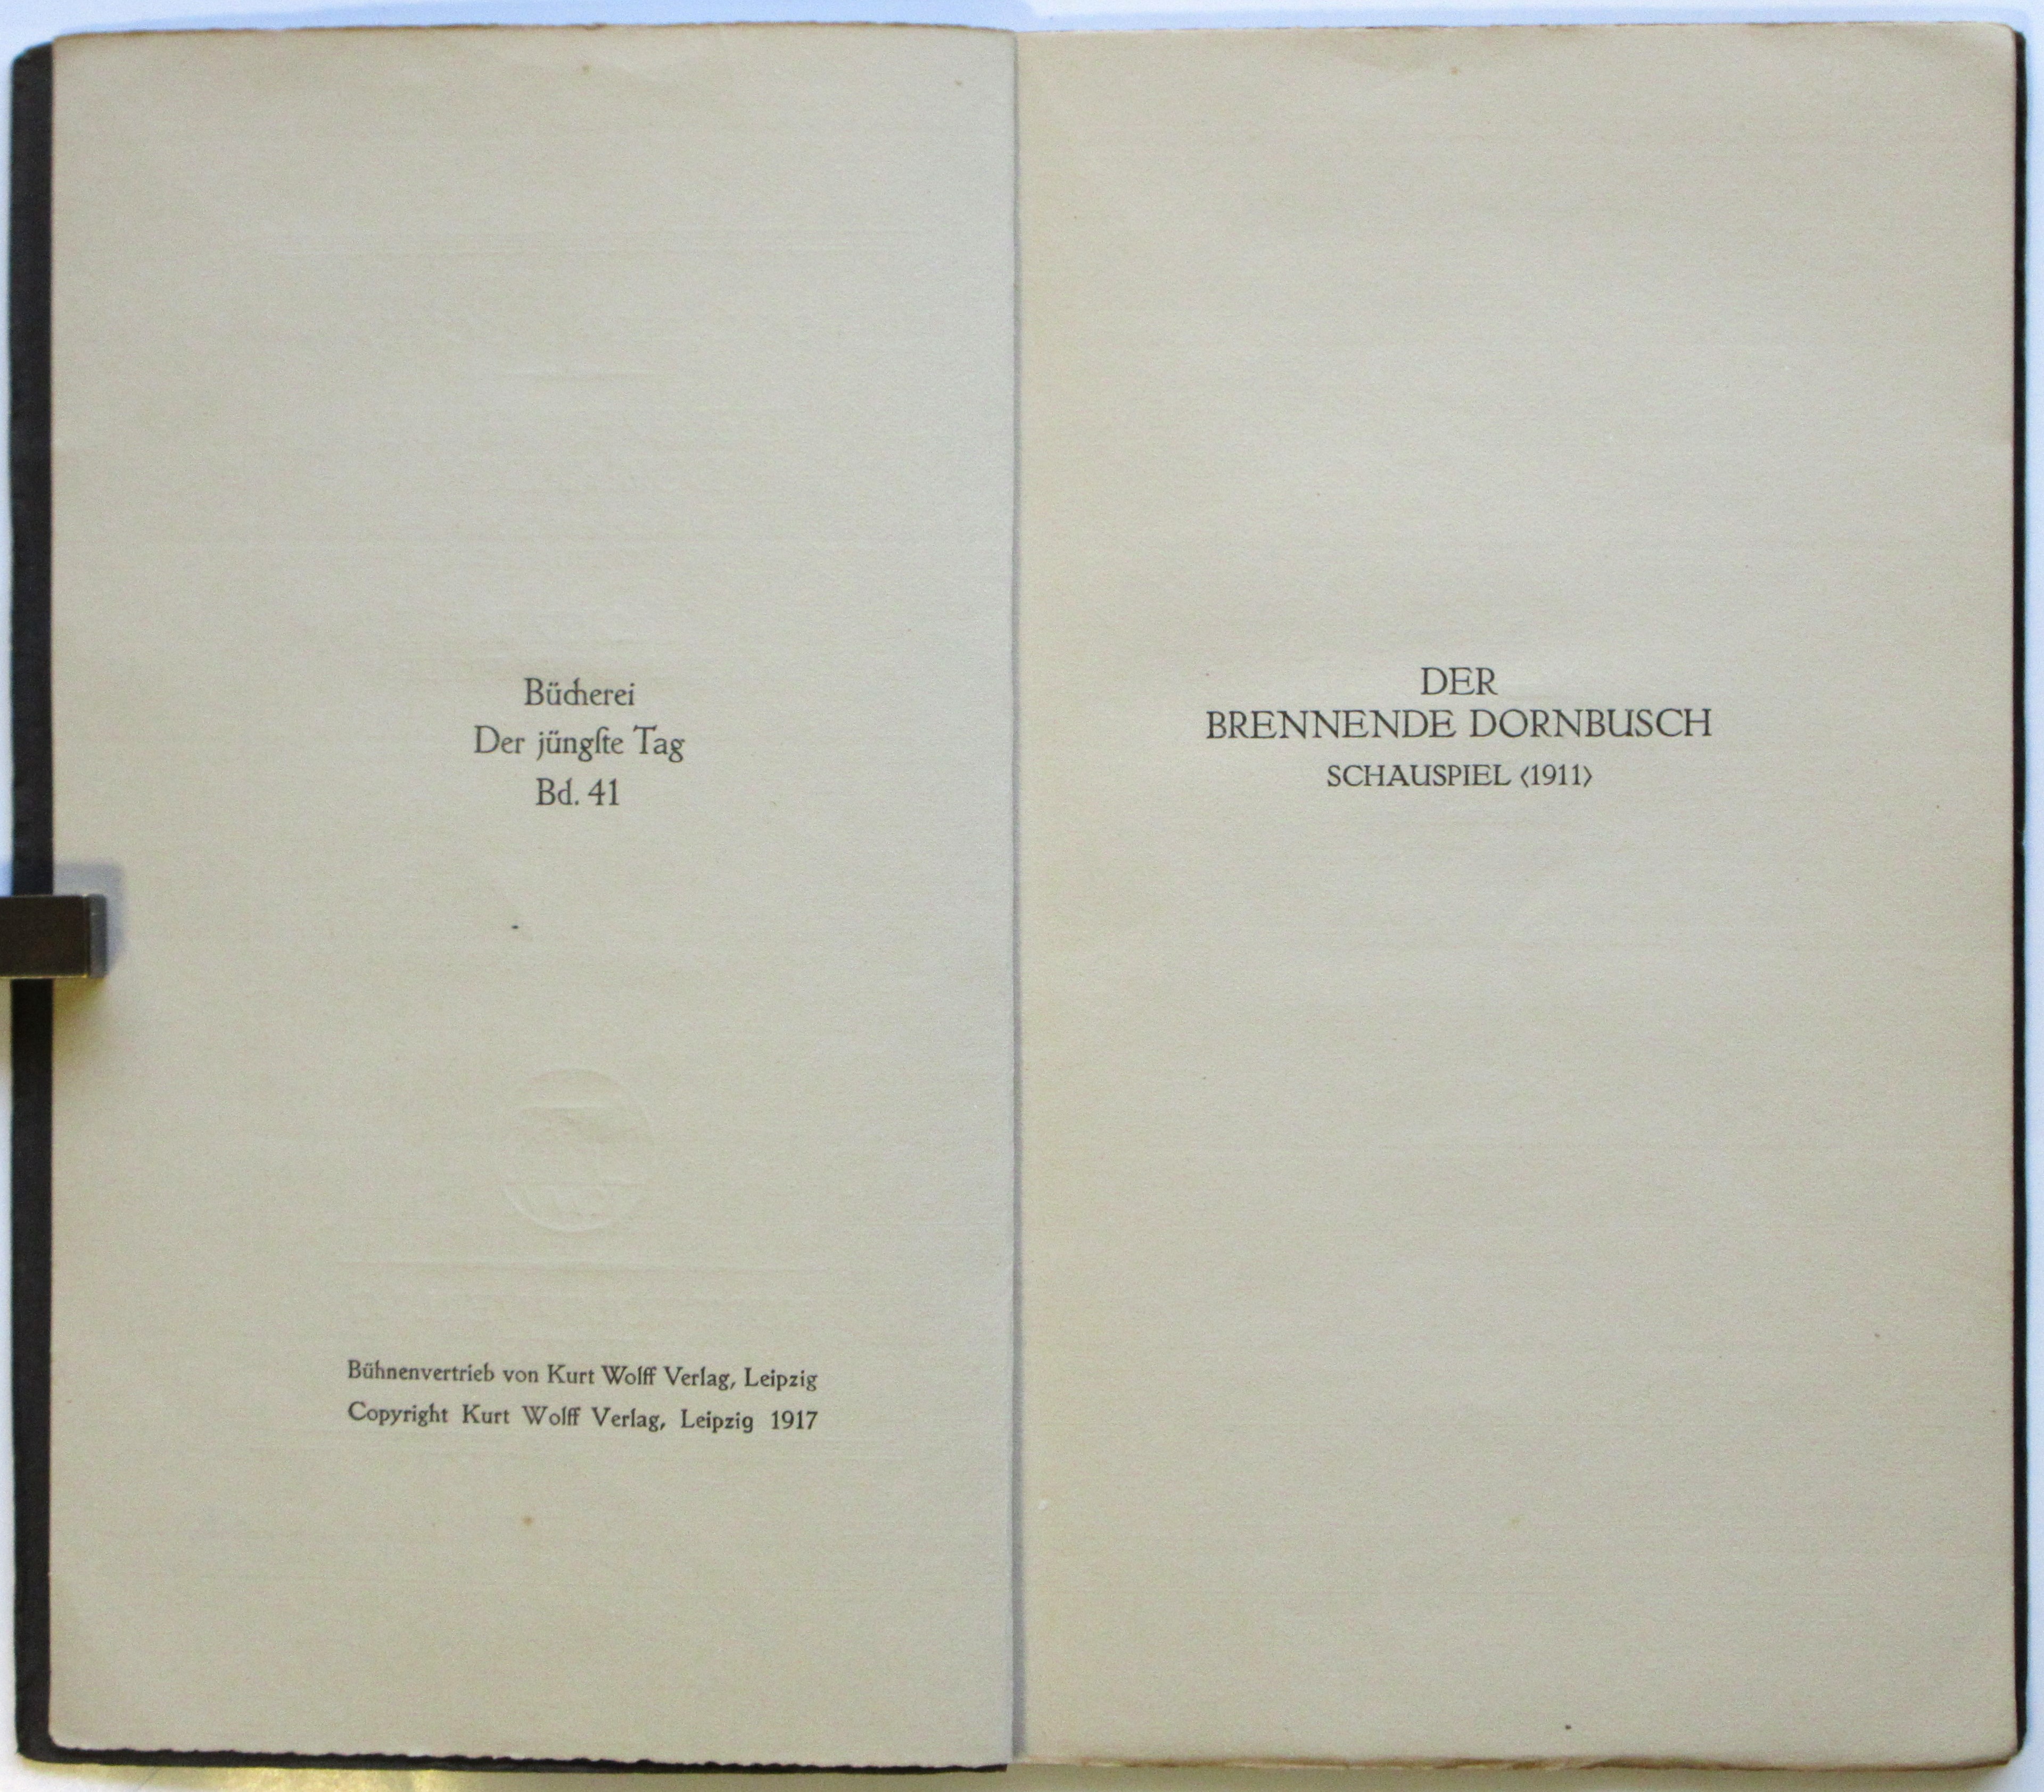 Bücherei
Der jüngſte Tag
Bd. 41
Bühnenvertrieb von Kurt Wolff Verlag, Leipzig
Copyright Kurt Wolff Verlag, Leipzig 1917
DER
BRENNENDE DORNBUSCH
SCHAUSPIEL ⟨1911⟩